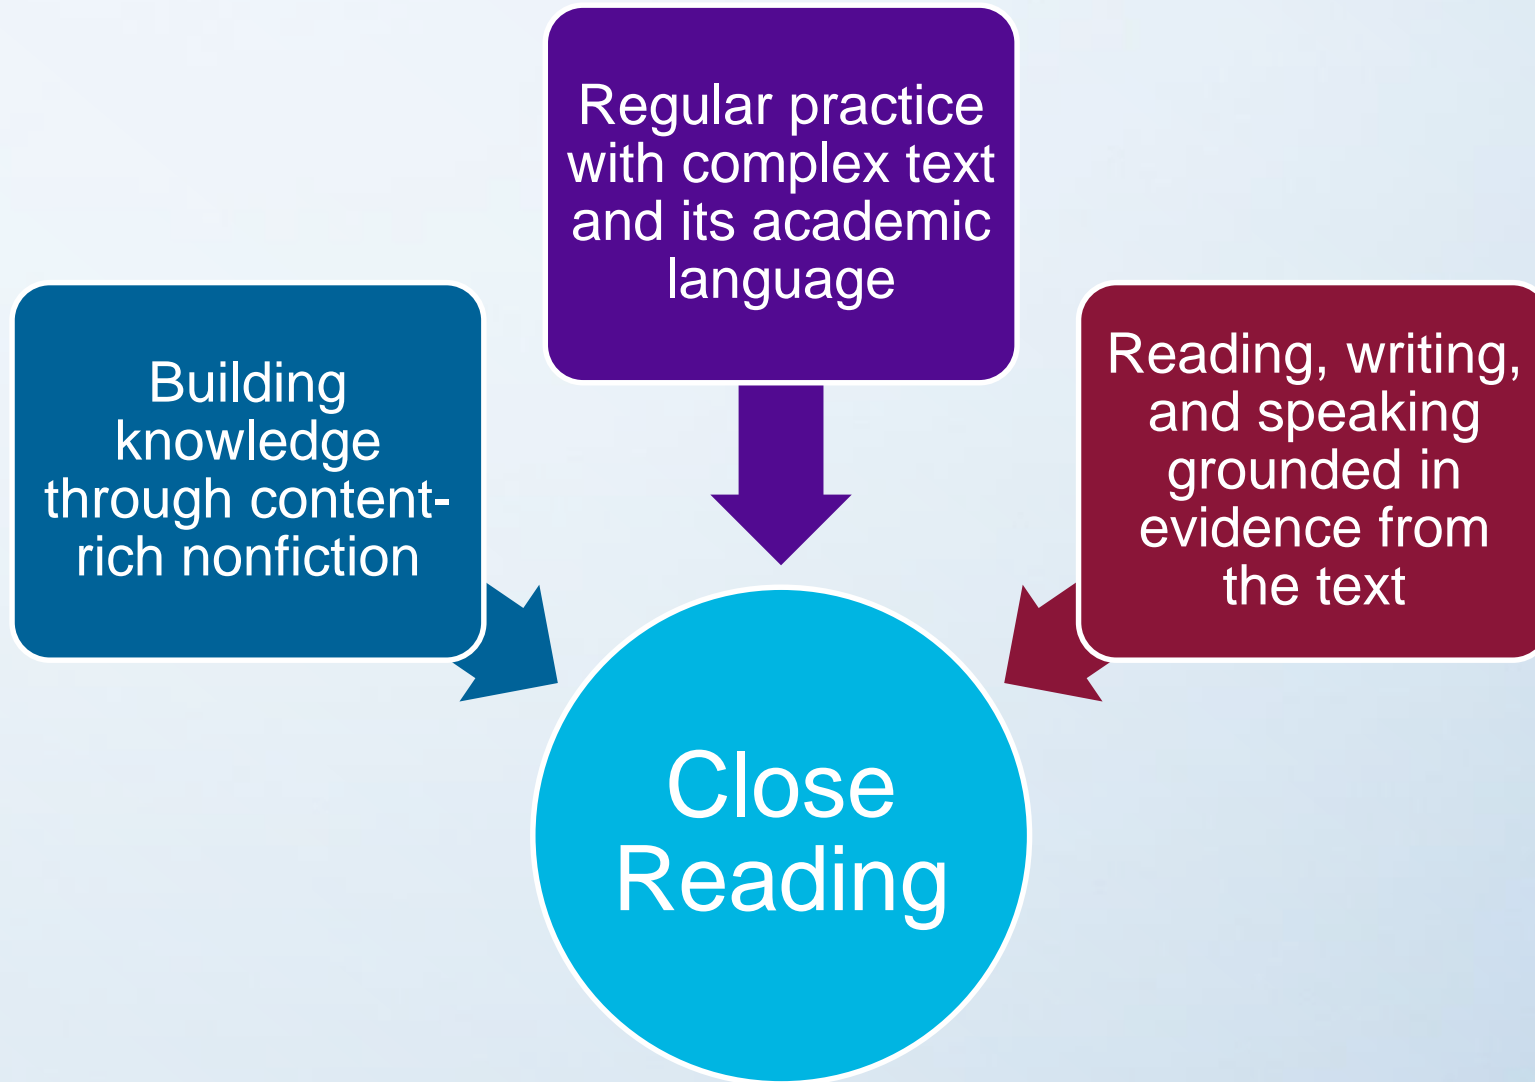 Regular practice
with complex text
and its academic
language
Building
knowledge
through content-
rich nonfiction
Reading, writing,
and speaking
grounded in
evidence from
the text
Close
Reading